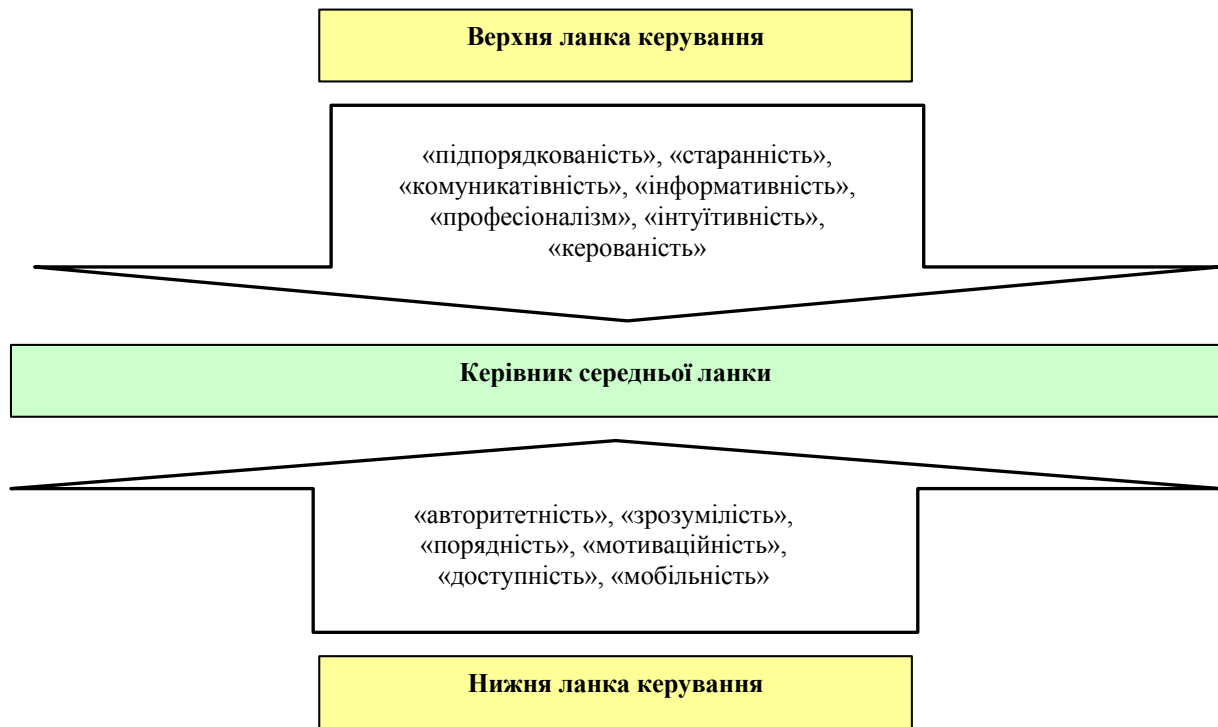 Верхня ланка керування
«підпорядкованість», «старанність»,
«комуникатівність», «інформативність»,
«професіоналізм», «інтуїтивність»,
«керованість»
Керівник середньої ланки
«авторитетність», «зрозумілість»,
«порядність», «мотиваційність»,
«доступність», «мобільність»
Нижня ланка керування